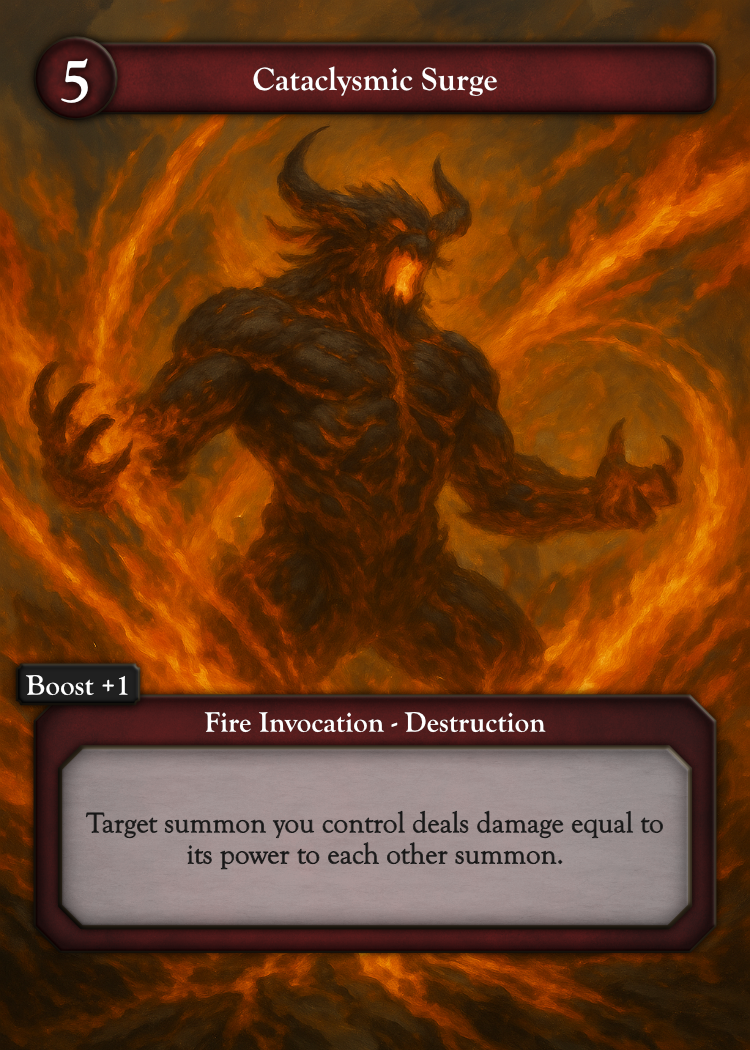 5
Cataclysmic Surge
Boost +1
Fire Invocation - Destruction
Target summon you control deals damage equal to
its power to each other summon.